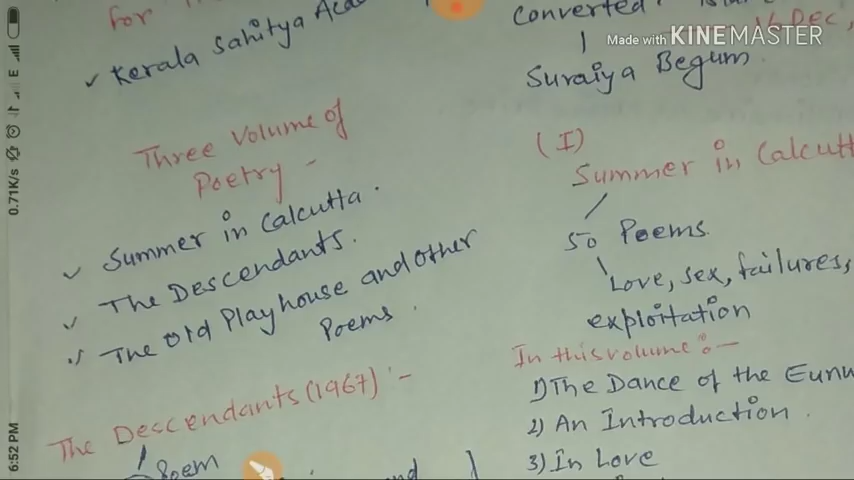 for
✓ Kerala Sahitya
Three Volume of
Poetry -
✓ Summer in Calcutta.
✓ The Descendants.
✓ The Old Playhouse and other
Poems.
The Descendants (1967) :-
Poem
and
converted
16 Dec,
Suraiya Begum.
(I)
Summer in Calcutt
50 Poems.
Love, sex, failures,
exploitation
In this volume :-
1) The Dance of the Eunu
2) An Introduction.
3) In Love
Made with KINEMASTER
0.71K/s
E
6:52 PM